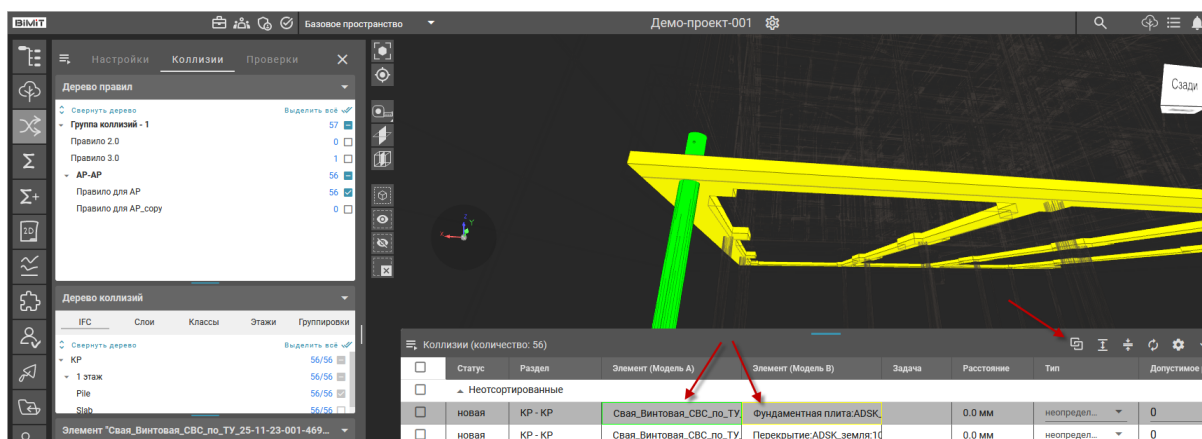 BIMIT Базовое пространство Демо-проект-001
Настройки Коллизии Проверки
Сзади
Дерево правил
Свернуть дерево Выделить всё
Группа коллизий - 1 57
Правило 2.0 0
Правило 3.0 1
АР-АР 56
Правило для АР 56
Правило для АР_copy 0
2D
Z
Y
X
Дерево коллизий
IFC Слои Классы Этажи Группировки
Свернуть дерево Выделить всё
КР 56/56
1 этаж 56/56
Pile 56/56
Slab 56/56
Элемент "Свая_Винтовая_СВС_по_ТУ_25-11-23-001-469...
Коллизии (количество: 56)
Статус Раздел Элемент (Модель A) Элемент (Модель B) Задача Расстояние Тип Допустимое
Неотсортированные
новая КР - КР Свая_Винтовая_СВС_по_ТУ_ Фундаментная плита:ADSK_ 0.0 мм неопредел... 0
новая КР - КР Свая_Винтовая_СВС_по_ТУ_ Перекрытие:ADSK_земля:10 0.0 мм неопредел... 0